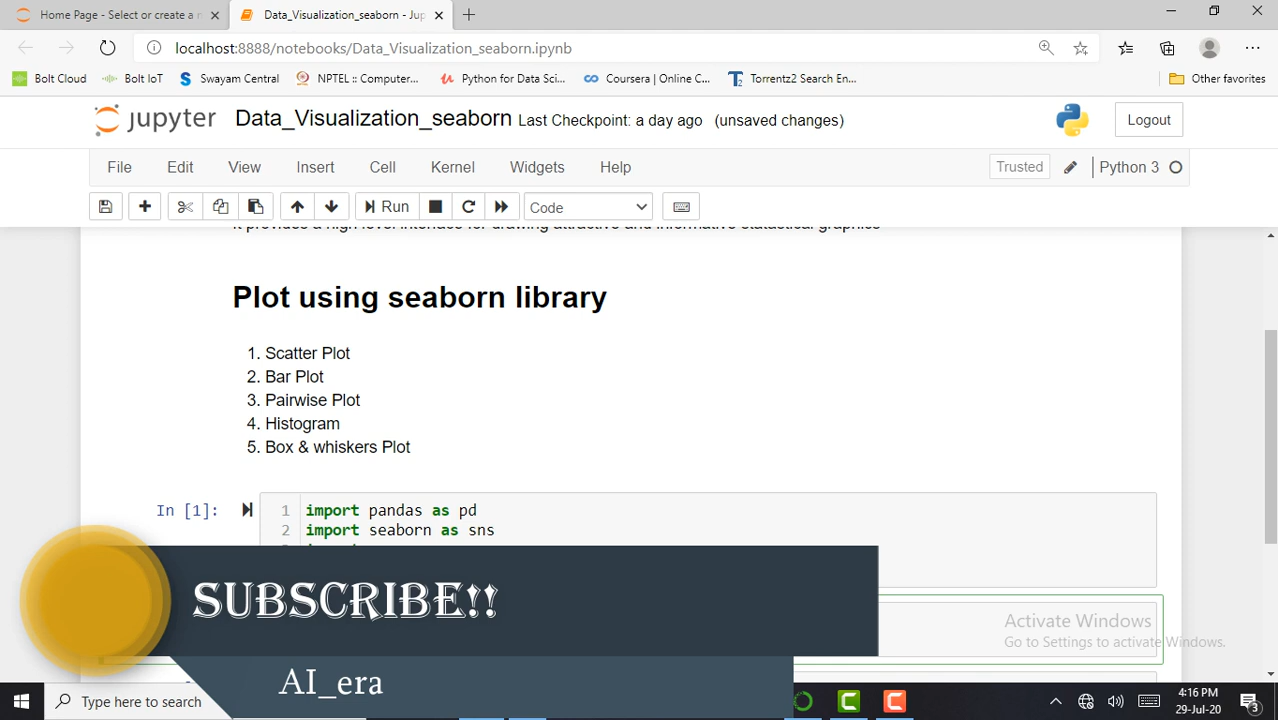 Home Page - Select or create a n
Data_Visualization_seaborn - Jup
localhost:8888/notebooks/Data_Visualization_seaborn.ipynb
Bolt Cloud
Bolt IoT
Swayam Central
NPTEL :: Computer...
Python for Data Sci...
Coursera | Online C...
Torrentz2 Search En...
Other favorites
jupyter
Data_Visualization_seaborn Last Checkpoint: a day ago (unsaved changes)
Logout
File
Edit
View
Insert
Cell
Kernel
Widgets
Help
Trusted
Python 3
Run
Code
Plot using seaborn library
1. Scatter Plot
2. Bar Plot
3. Pairwise Plot
4. Histogram
5. Box & whiskers Plot
In [1]:
1 import pandas as pd
2 import seaborn as sns
SUBSCRIBE!!
AI_era
Activate Windows
Go to Settings to activate Windows.
Type here to search
4:16 PM
29-Jul-20
3